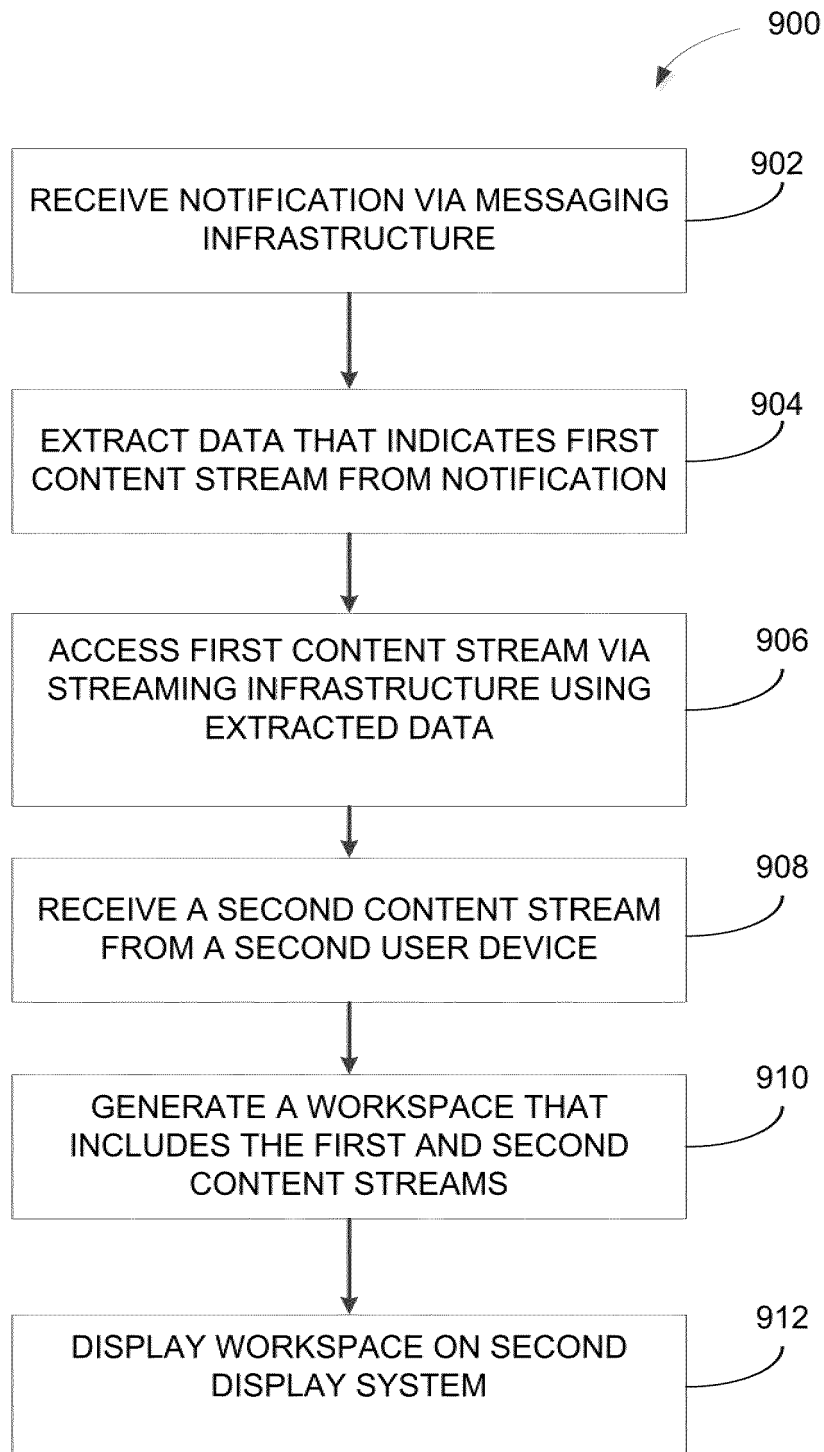 900
902
RECEIVE NOTIFICATION VIA MESSAGING
INFRASTRUCTURE
904
EXTRACT DATA THAT INDICATES FIRST
CONTENT STREAM FROM NOTIFICATION
906
ACCESS FIRST CONTENT STREAM VIA
STREAMING INFRASTRUCTURE USING
EXTRACTED DATA
908
RECEIVE A SECOND CONTENT STREAM
FROM A SECOND USER DEVICE
910
GENERATE A WORKSPACE THAT
INCLUDES THE FIRST AND SECOND
CONTENT STREAMS
912
DISPLAY WORKSPACE ON SECOND
DISPLAY SYSTEM